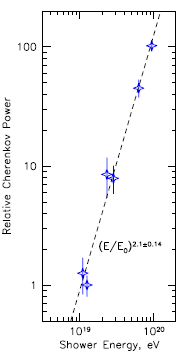 Relative Cherenkov Power
100
10
1
(E/E₀)²·¹±⁰·¹⁴
10¹⁹
10²⁰
Shower Energy, eV